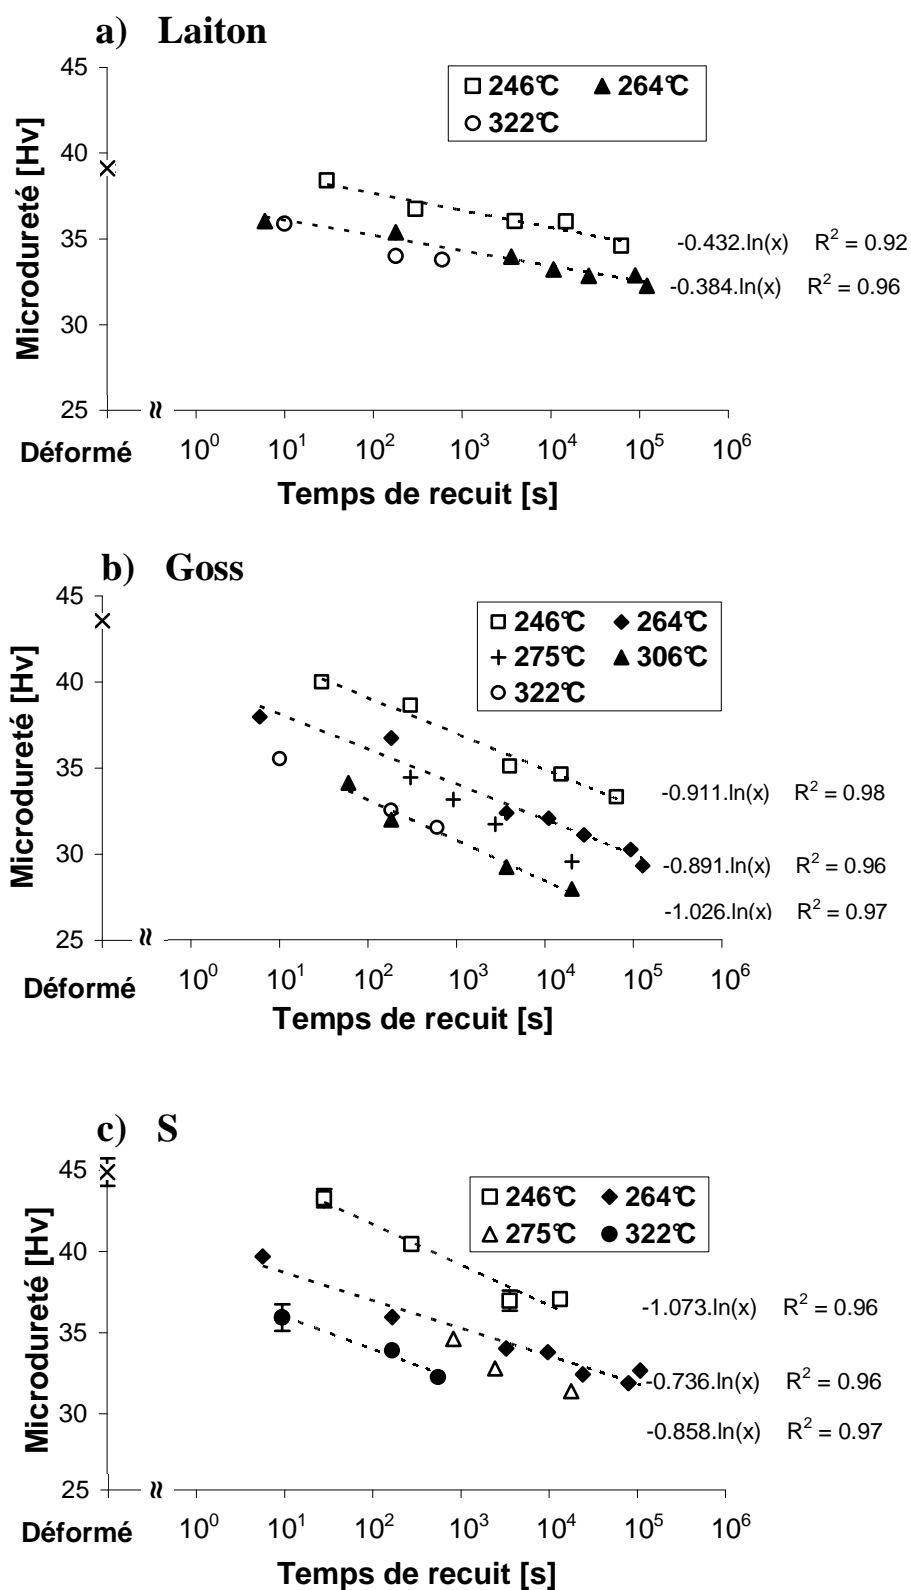 a) Laiton
45
246°C 264°C
322°C
40
35
-0.432.ln(x) R² = 0.92
-0.384.ln(x) R² = 0.96
30
25
Microdureté [Hv]
Déformé 10⁰ 10¹ 10² 10³ 10⁴ 10⁵ 10⁶
Temps de recuit [s]
b) Goss
45
246°C 264°C
275°C 306°C
322°C
40
35
-0.911.ln(x) R² = 0.98
30
-0.891.ln(x) R² = 0.96
-1.026.ln(x) R² = 0.97
25
Microdureté [Hv]
Déformé 10⁰ 10¹ 10² 10³ 10⁴ 10⁵ 10⁶
Temps de recuit [s]
c) S
45
246°C 264°C
275°C 322°C
40
35
-1.073.ln(x) R² = 0.96
-0.736.ln(x) R² = 0.96
30
-0.858.ln(x) R² = 0.97
25
Microdureté [Hv]
Déformé 10⁰ 10¹ 10² 10³ 10⁴ 10⁵ 10⁶
Temps de recuit [s]